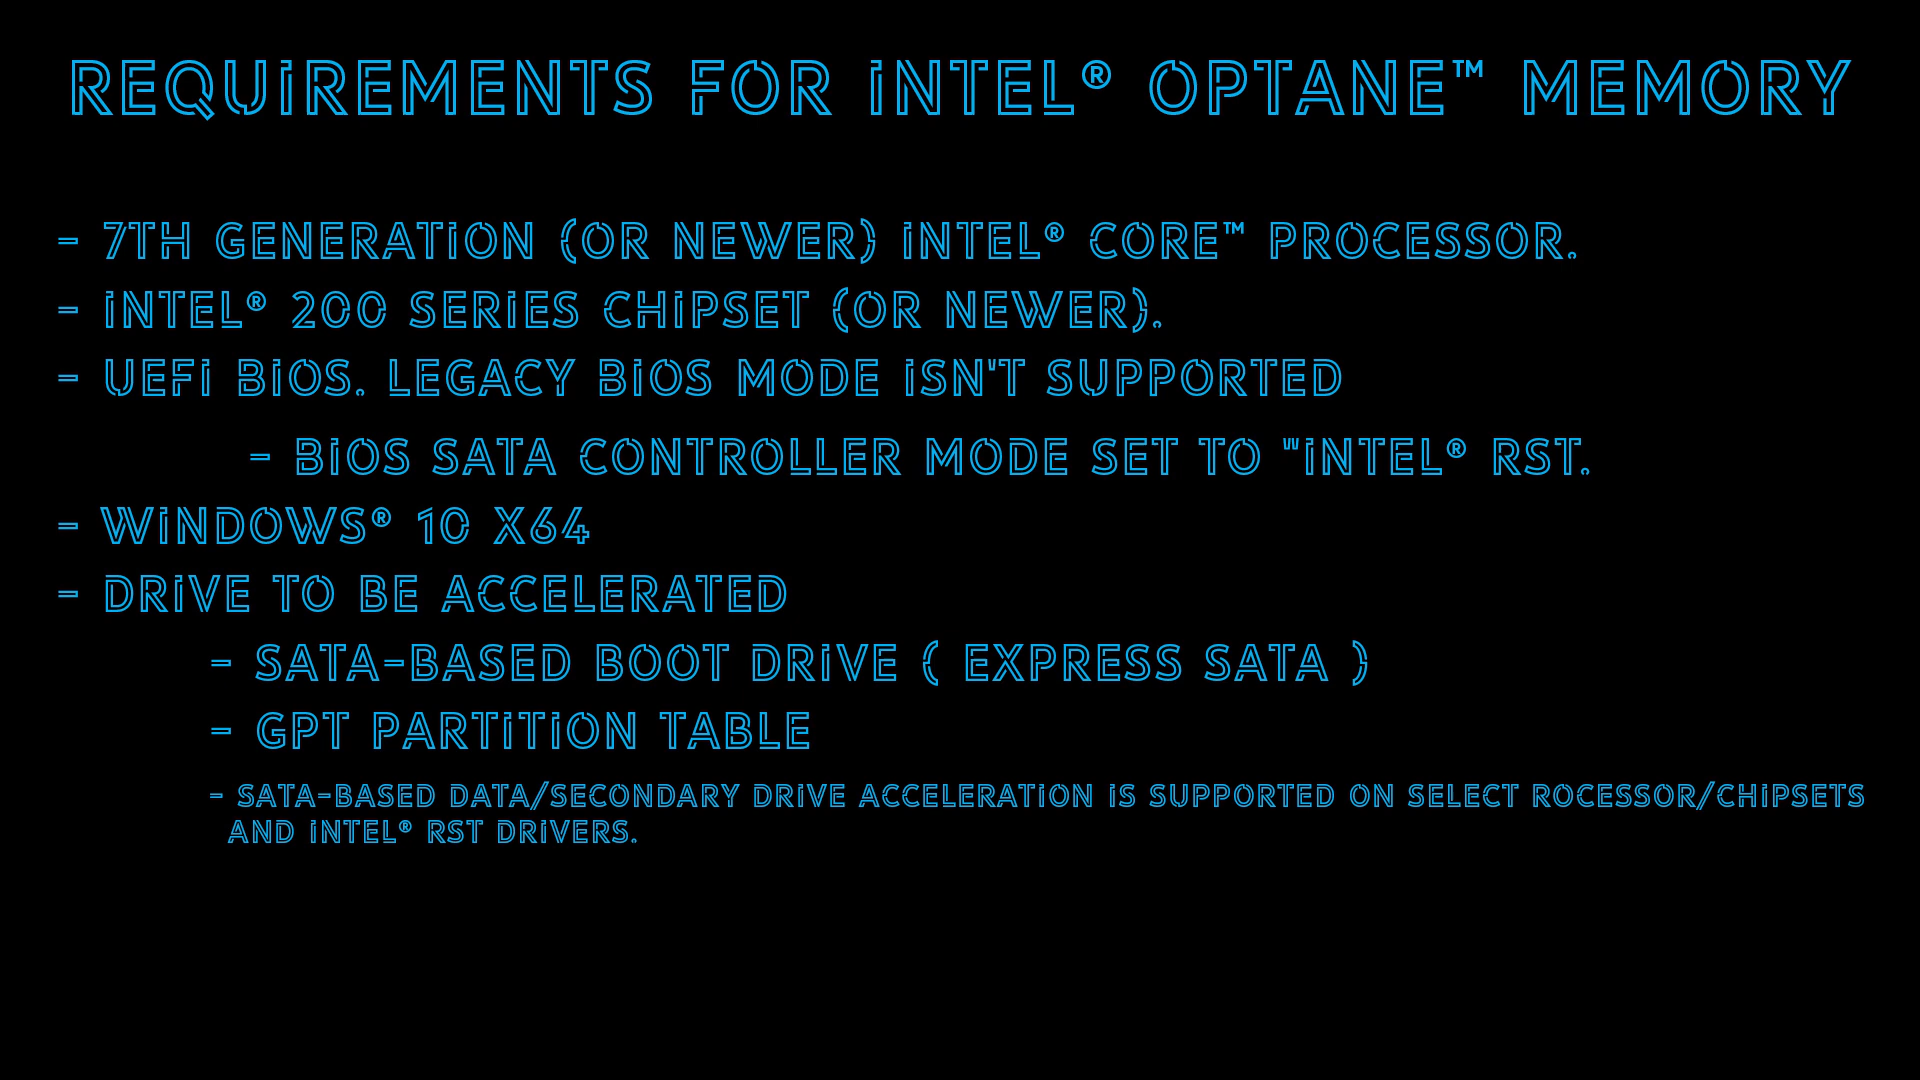 REQUIREMENTS FOR INTEL® OPTANE™ MEMORY
- 7TH GENERATION (OR NEWER) INTEL® CORE™ PROCESSOR.
- INTEL® 200 SERIES CHIPSET (OR NEWER).
- UEFI BIOS. LEGACY BIOS MODE ISN'T SUPPORTED
- BIOS SATA CONTROLLER MODE SET TO "INTEL® RST.
- WINDOWS® 10 X64
- DRIVE TO BE ACCELERATED
- SATA-BASED BOOT DRIVE ( EXPRESS SATA )
- GPT PARTITION TABLE
- SATA-BASED DATA/SECONDARY DRIVE ACCELERATION IS SUPPORTED ON SELECT ROCESSOR/CHIPSETS
AND INTEL® RST DRIVERS.